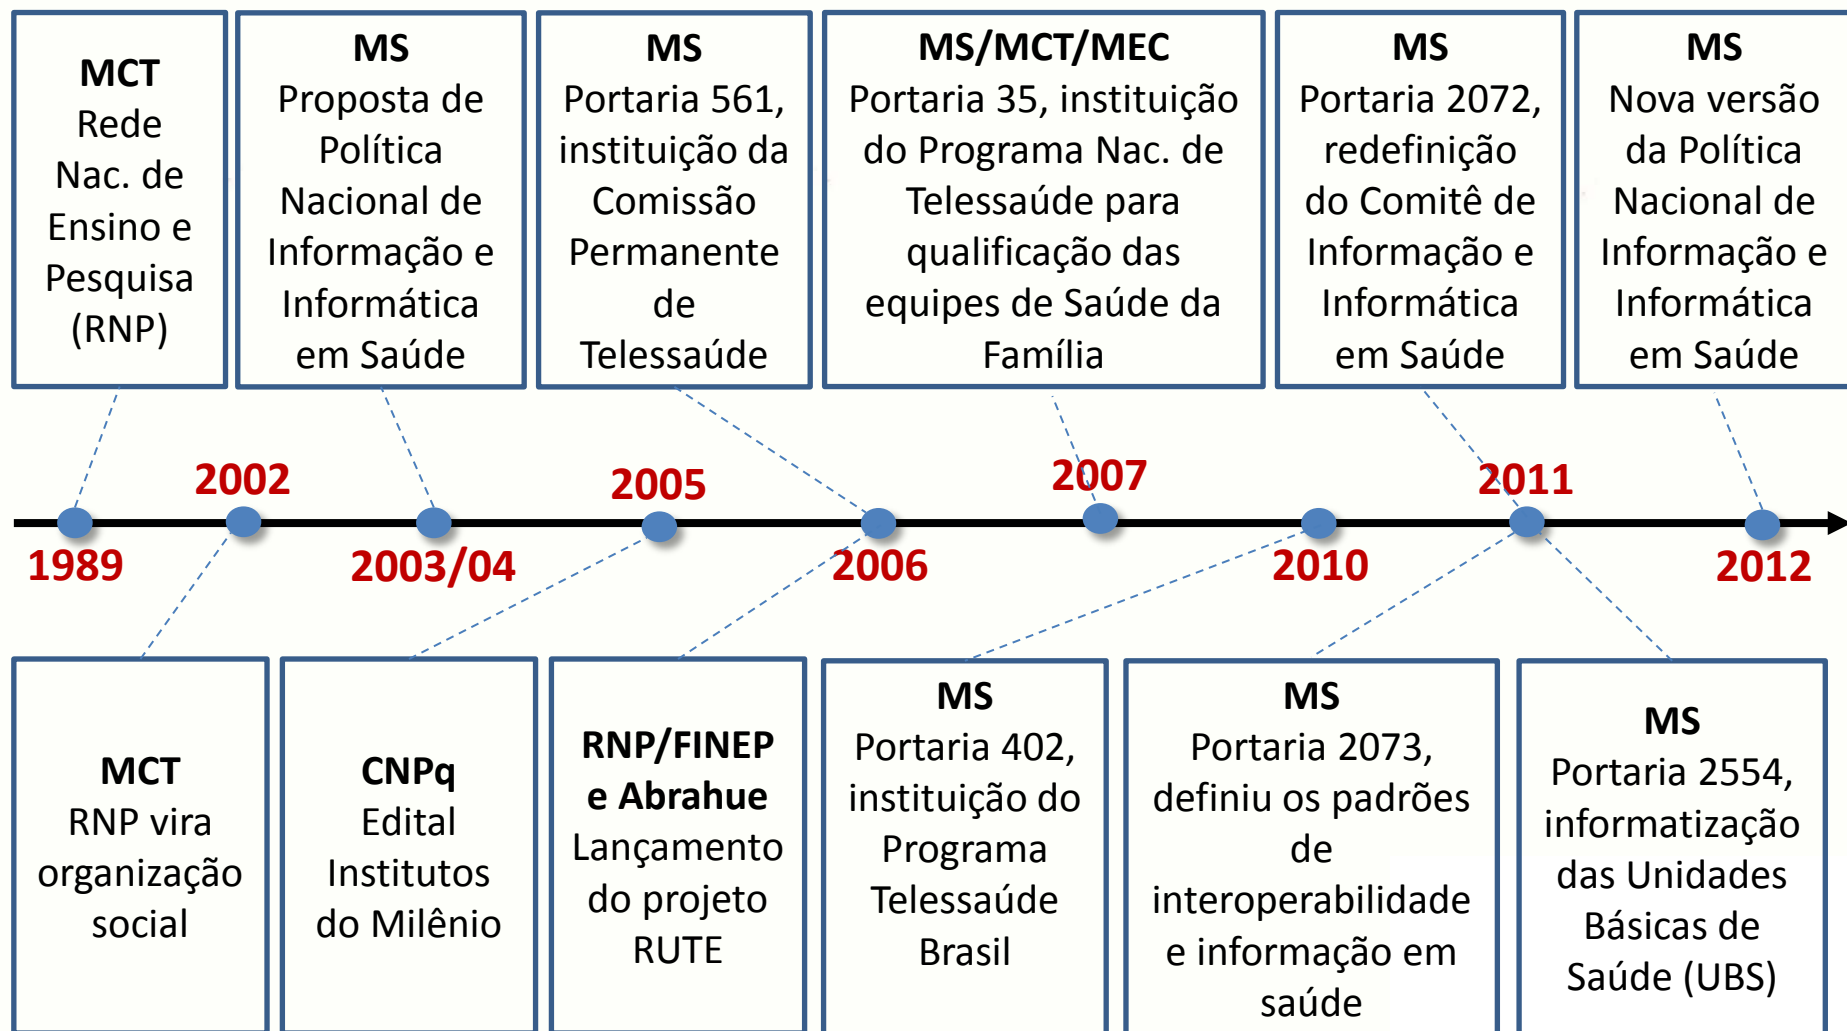 MCT
Rede
Nac. de
Ensino e
Pesquisa
(RNP)
MS
Proposta de
Política
Nacional de
Informação e
Informática
em Saúde
MS
Portaria 561,
instituição da
Comissão
Permanente
de
Telessaúde
MS/MCT/MEC
Portaria 35, instituição
do Programa Nac. de
Telessaúde para
qualificação das
equipes de Saúde da
Família
MS
Portaria 2072,
redefinição
do Comitê de
Informação e
Informática
em Saúde
MS
Nova versão
da Política
Nacional de
Informação e
Informática
em Saúde
1989
2002
2003/04
2005
2006
2007
2010
2011
2012
MCT
RNP vira
organização
social
CNPq
Edital
Institutos
do Milênio
RNP/FINEP
e Abrahue
Lançamento
do projeto
RUTE
MS
Portaria 402,
instituição do
Programa
Telessaúde
Brasil
MS
Portaria 2073,
definiu os padrões
de
interoperabilidade
e informação em
saúde
MS
Portaria 2554,
informatização
das Unidades
Básicas de
Saúde (UBS)